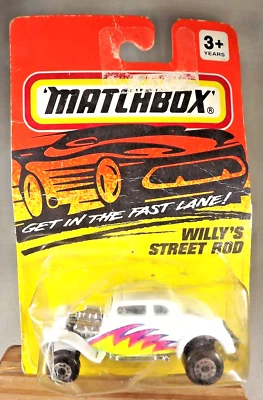 3+
YEARS
"MATCHBOX"®
GET IN THE FAST LANE!
WILLY'S
STREET ROD